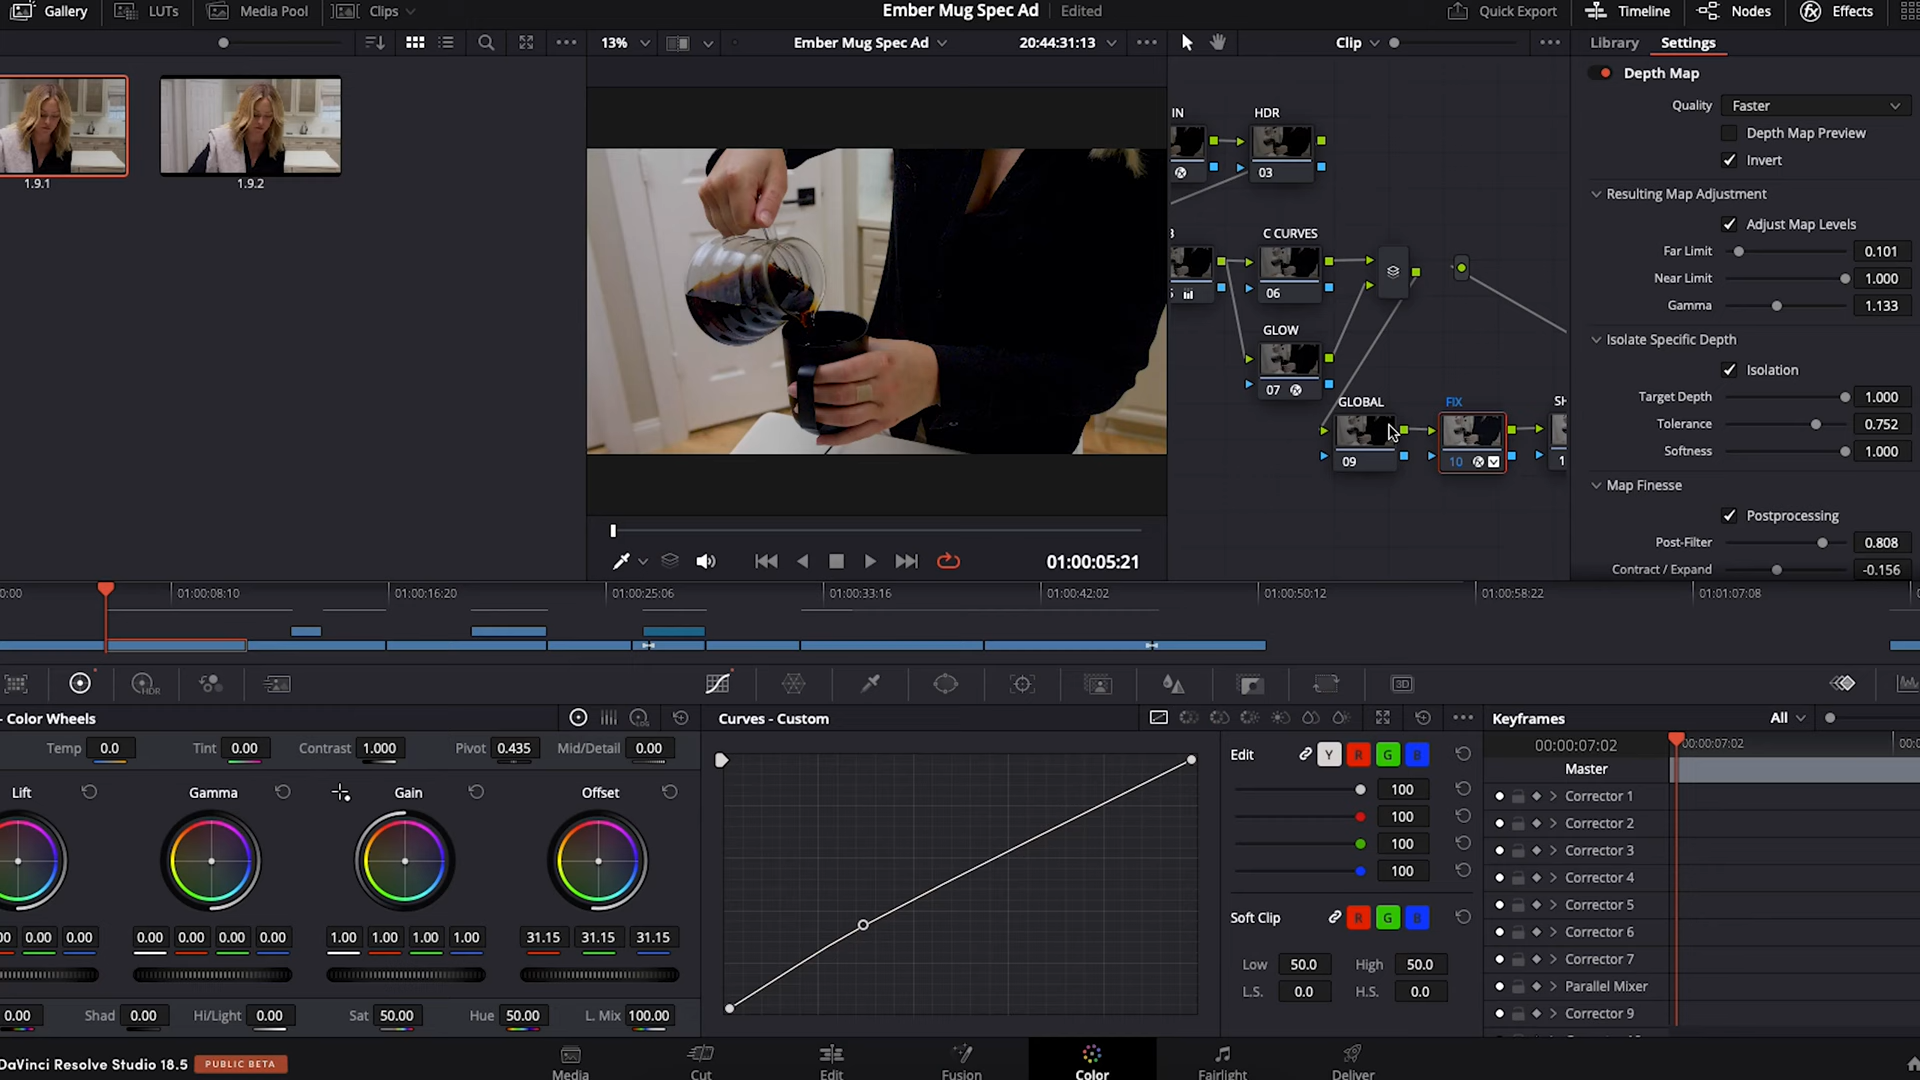 Gallery LUTs Media Pool Clips Ember Mug Spec Ad Edited Quick Export Timeline Nodes Effects
13% Ember Mug Spec Ad 20:44:31:13 Clip Library Settings
Depth Map
Quality Faster
Depth Map Preview
Invert
Resulting Map Adjustment
Adjust Map Levels
Far Limit 0.101
Near Limit 1.000
Gamma 1.133
Isolate Specific Depth
Isolation
Target Depth 1.000
Tolerance 0.752
Softness 1.000
Map Finesse
Postprocessing
Post-Filter 0.808
Contract / Expand -0.156
1.9.1 1.9.2
IN HDR
03
C CURVES
06
GLOW
07
GLOBAL FIX SH
09 10 1
01:00:05:21
0:00 01:00:08:10 01:00:16:20 01:00:25:06 01:00:33:16 01:00:42:02 01:00:50:12 01:00:58:22 01:01:07:08
HDR 3D
- Color Wheels
Temp 0.0 Tint 0.00 Contrast 1.000 Pivot 0.435 Mid/Detail 0.00
Lift Gamma Gain Offset
00 0.00 0.00 0.00 0.00 0.00 0.00 1.00 1.00 1.00 1.00 31.15 31.15 31.15
0.00 Shad 0.00 Hi/Light 0.00 Sat 50.00 Hue 50.00 L. Mix 100.00
Curves - Custom
Edit Y R G B
100
100
100
100
Soft Clip R G B
Low 50.0 High 50.0
L.S. 0.0 H.S. 0.0
Keyframes All
00:00:07:02 00:00:07:02 00:0
Master
Corrector 1
Corrector 2
Corrector 3
Corrector 4
Corrector 5
Corrector 6
Corrector 7
Parallel Mixer
Corrector 9
DaVinci Resolve Studio 18.5 PUBLIC BETA
Media Cut Edit Fusion Color Fairlight Deliver